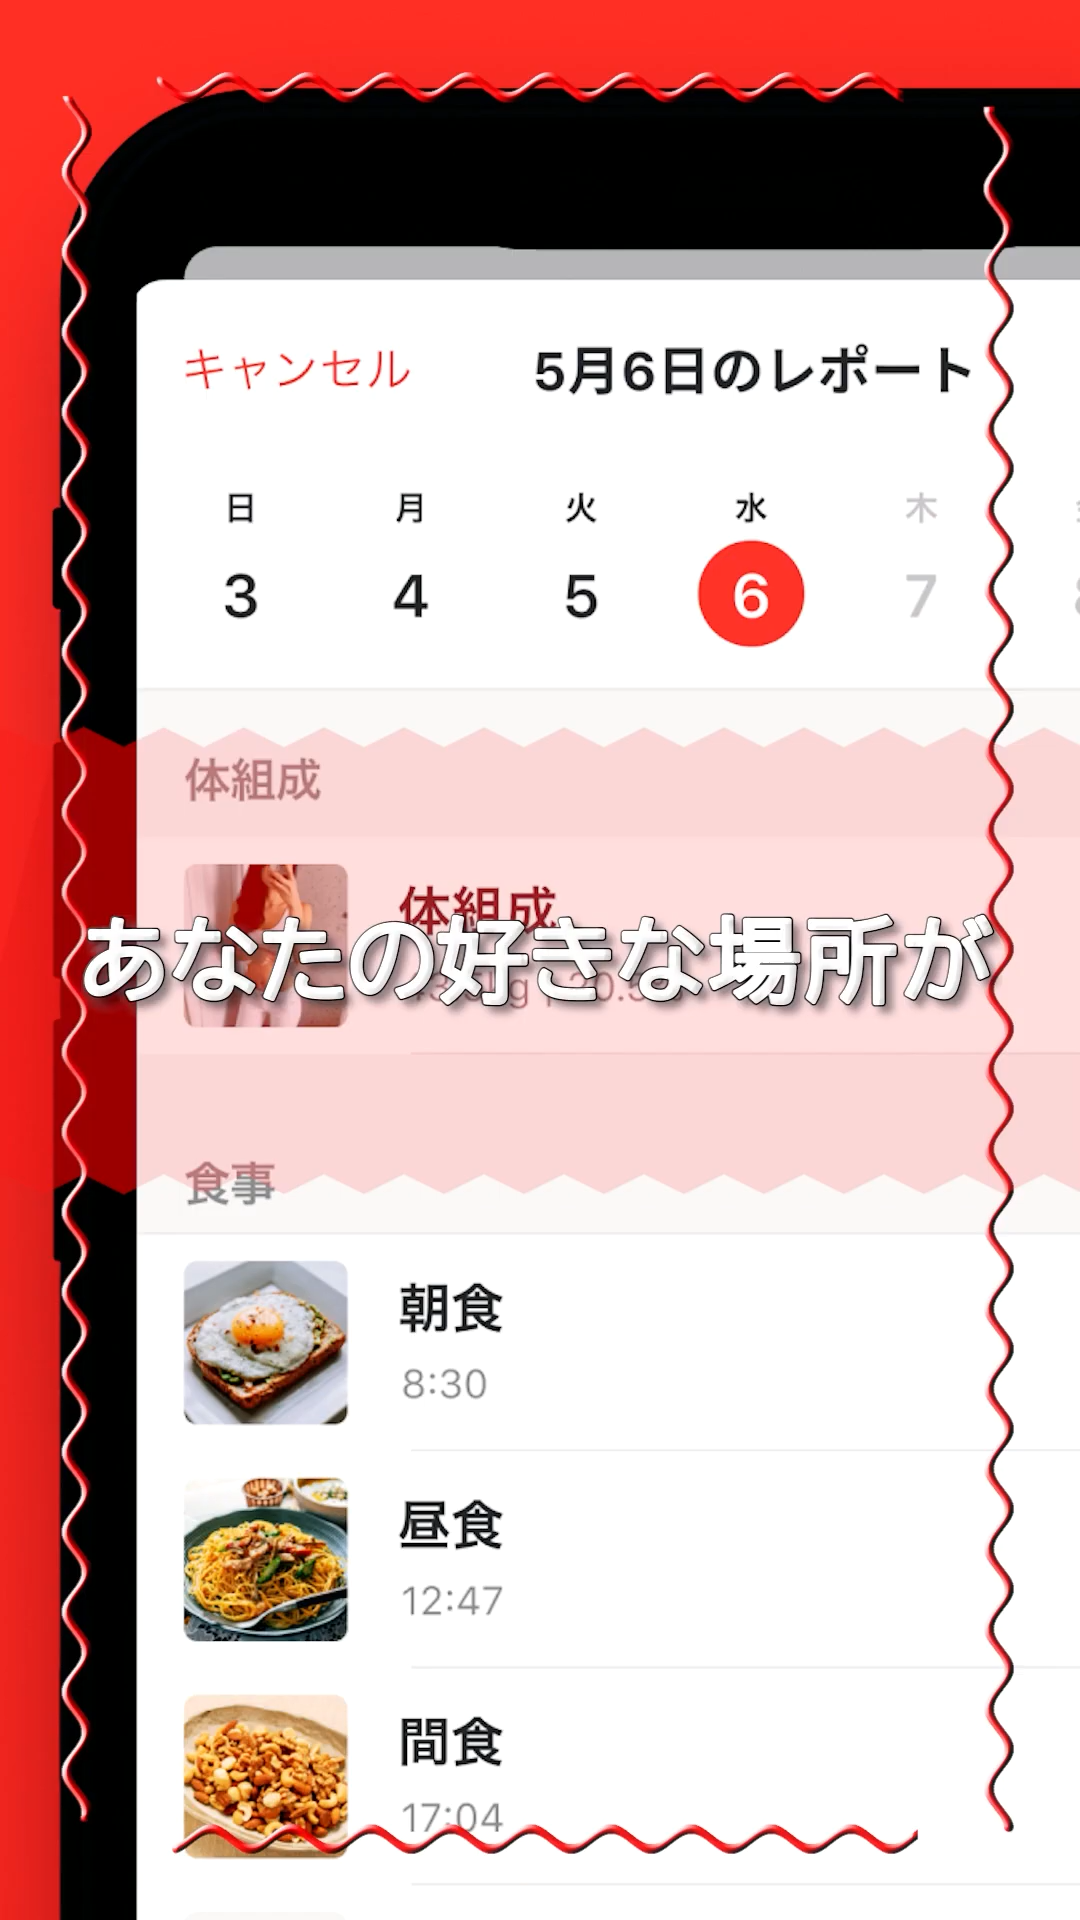 キャンセル
5月6日のレポート
日 月 火 水 木
3 4 5 6 7
体組成
体組成
あなたの好きな場所が
食事
朝食
8:30
昼食
12:47
間食
17:04